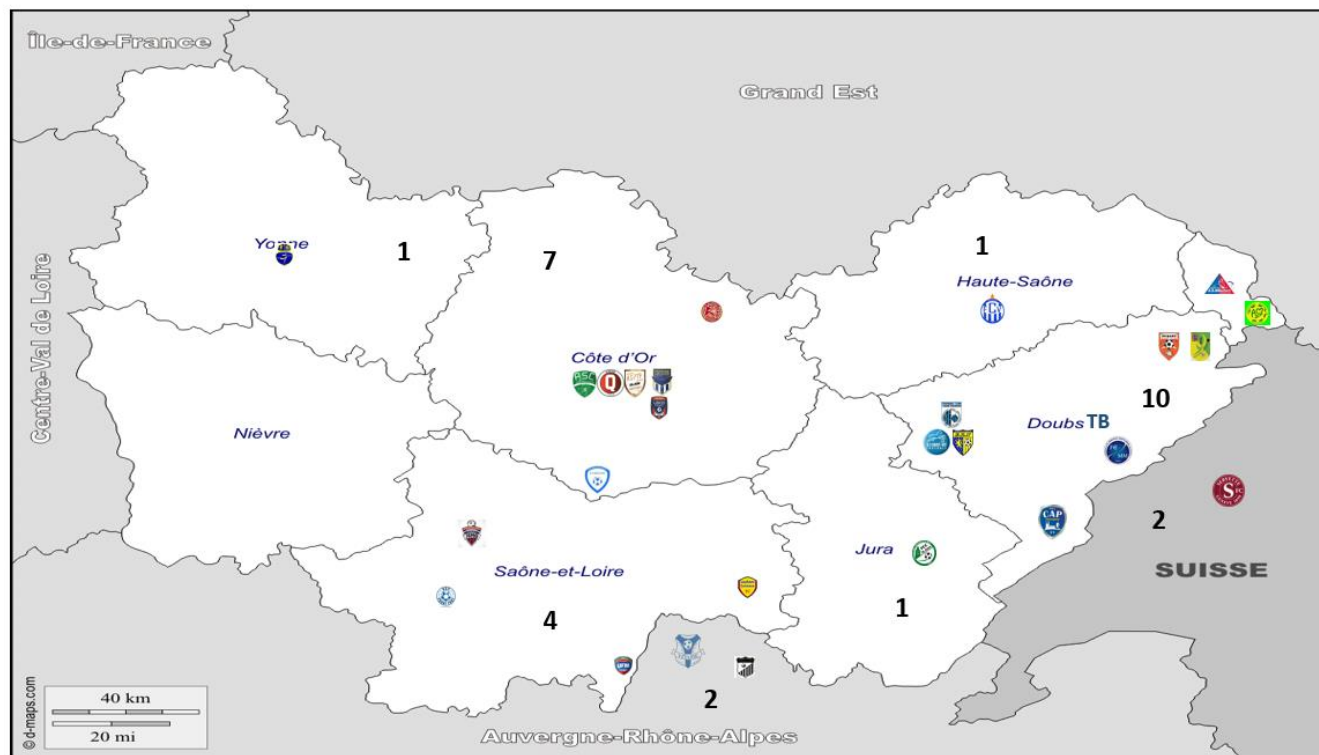 Île-de-France
Grand Est
Centre-Val de Loire
Yonne
1
7
1
Haute-Saône
Côte d'Or
Q
10
Nièvre
Doubs TB
S
2
CAP
Jura
SUISSE
Saône-et-Loire
4
1
2
40 km
20 mi
Auvergne-Rhône-Alpes
© d-maps.com